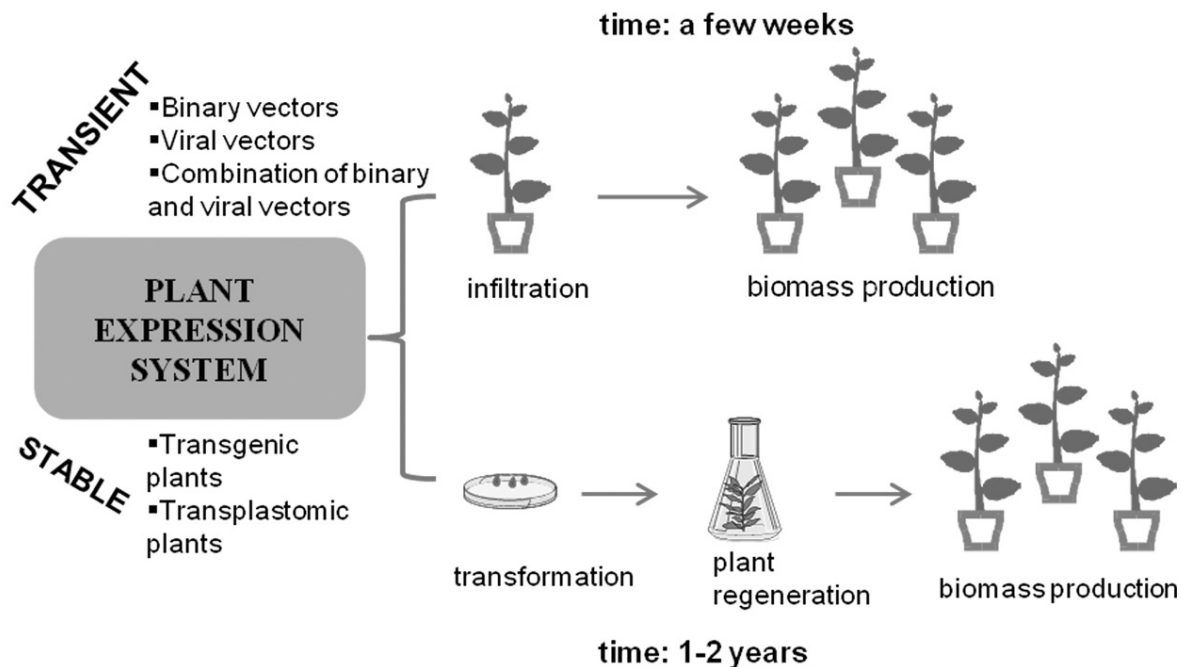 time: a few weeks
TRANSIENT
▪Binary vectors
▪Viral vectors
▪Combination of binary
and viral vectors
infiltration
biomass production
PLANT
EXPRESSION
SYSTEM
STABLE
▪Transgenic
plants
▪Transplastomic
plants
transformation
plant
regeneration
biomass production
time: 1-2 years